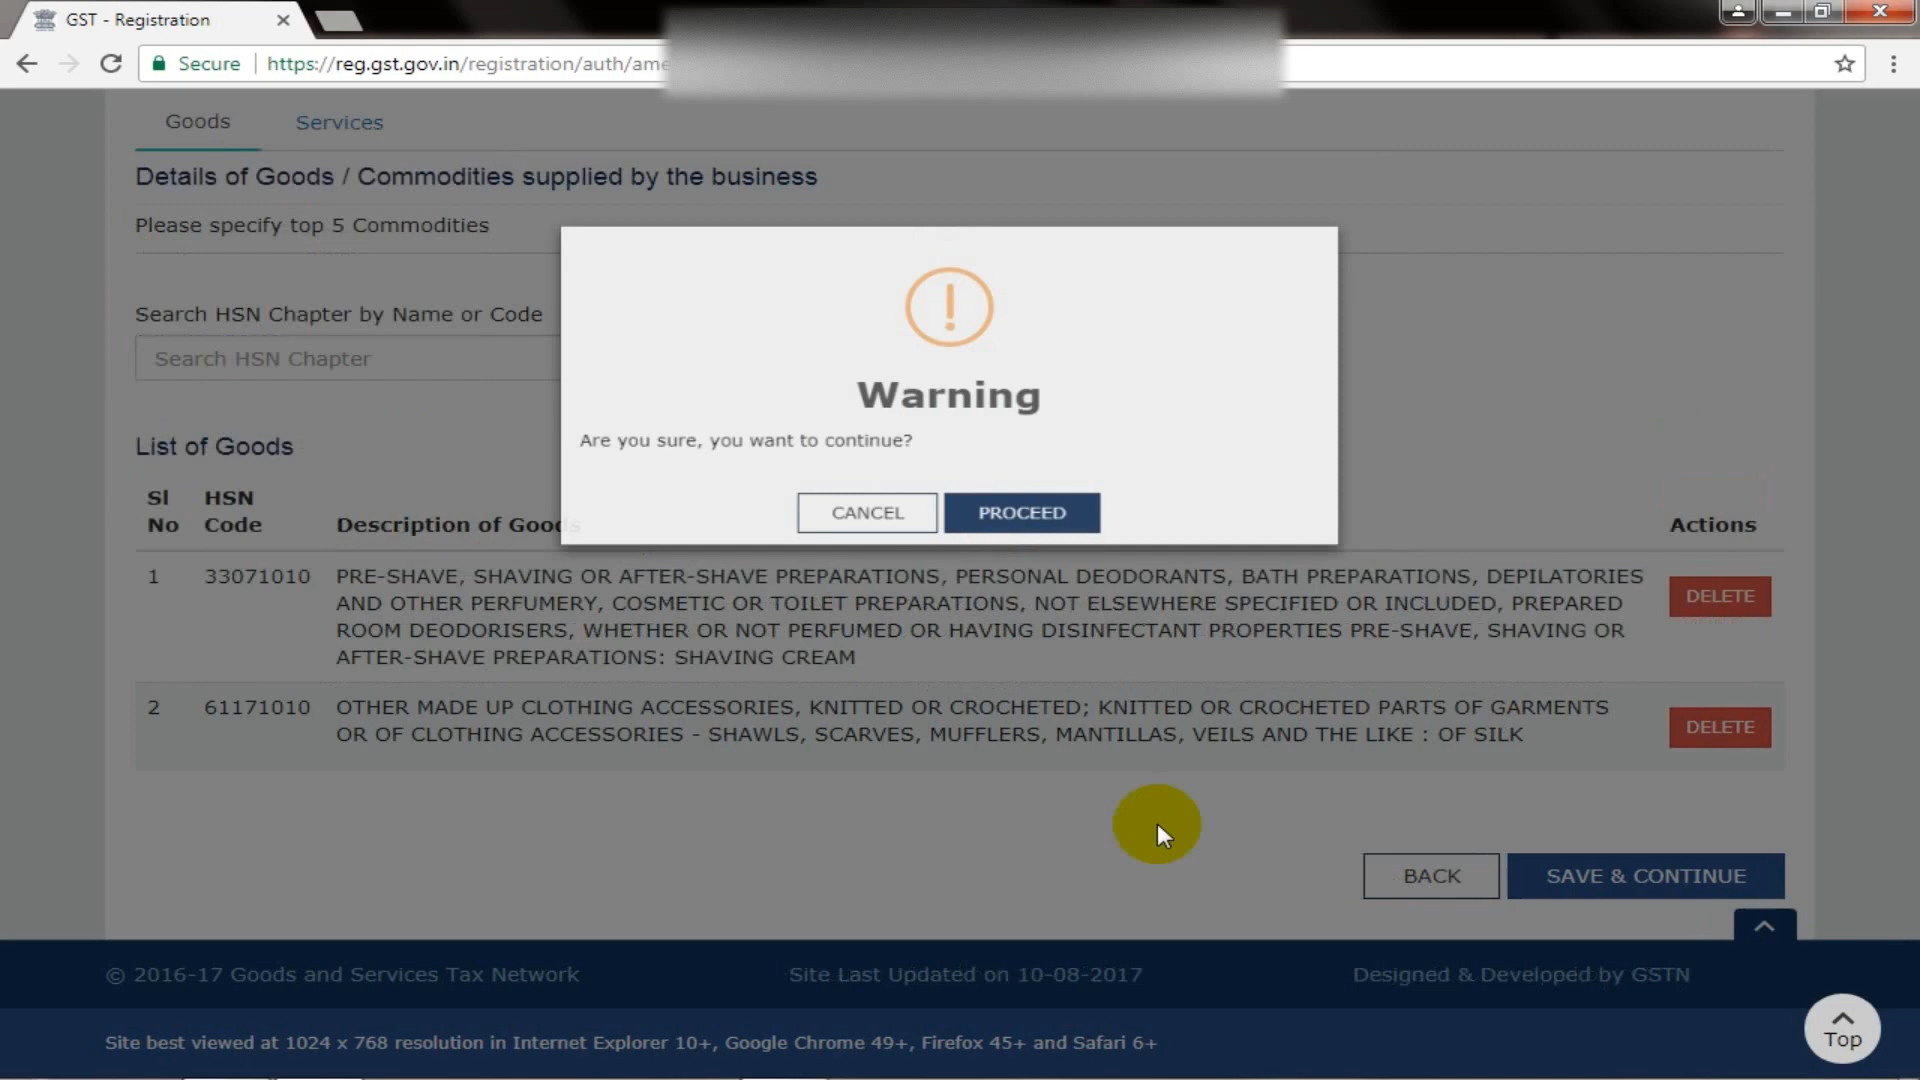 GST - Registration
Secure https://reg.gst.gov.in/registration/auth/ame
Goods Services
Details of Goods / Commodities supplied by the business
Please specify top 5 Commodities
Search HSN Chapter by Name or Code
Search HSN Chapter
Warning
Are you sure, you want to continue?
CANCEL PROCEED
List of Goods
Sl No HSN Code Description of Goods Actions
1 33071010 PRE-SHAVE, SHAVING OR AFTER-SHAVE PREPARATIONS, PERSONAL DEODORANTS, BATH PREPARATIONS, DEPILATORIES
AND OTHER PERFUMERY, COSMETIC OR TOILET PREPARATIONS, NOT ELSEWHERE SPECIFIED OR INCLUDED, PREPARED
ROOM DEODORISERS, WHETHER OR NOT PERFUMED OR HAVING DISINFECTANT PROPERTIES PRE-SHAVE, SHAVING OR
AFTER-SHAVE PREPARATIONS: SHAVING CREAM
DELETE
2 61171010 OTHER MADE UP CLOTHING ACCESSORIES, KNITTED OR CROCHETED; KNITTED OR CROCHETED PARTS OF GARMENTS
OR OF CLOTHING ACCESSORIES - SHAWLS, SCARVES, MUFFLERS, MANTILLAS, VEILS AND THE LIKE : OF SILK
DELETE
BACK SAVE & CONTINUE
© 2016-17 Goods and Services Tax Network Site Last Updated on 10-08-2017 Designed & Developed by GSTN
Site best viewed at 1024 x 768 resolution in Internet Explorer 10+, Google Chrome 49+, Firefox 45+ and Safari 6+
Top